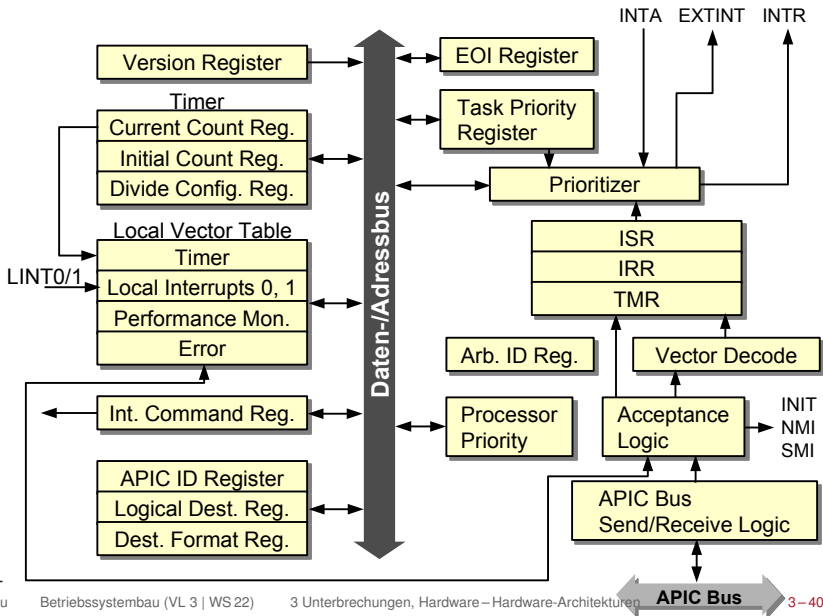 INTA EXTINT INTR
Version Register
EOI Register
Timer
Current Count Reg.
Initial Count Reg.
Divide Config. Reg.
Task Priority
Register
Prioritizer
Local Vector Table
Timer
LINT0/1
Local Interrupts 0, 1
Performance Mon.
Error
Daten-/Adressbus
ISR
IRR
TMR
Arb. ID Reg.
Vector Decode
Int. Command Reg.
Processor
Priority
Acceptance
Logic
INIT
NMI
SMI
APIC ID Register
Logical Dest. Reg.
Dest. Format Reg.
APIC Bus
Send/Receive Logic
APIC Bus
u Betriebssystembau (VL 3 | WS 22) 3 Unterbrechungen, Hardware – Hardware-Architekturen 3–40